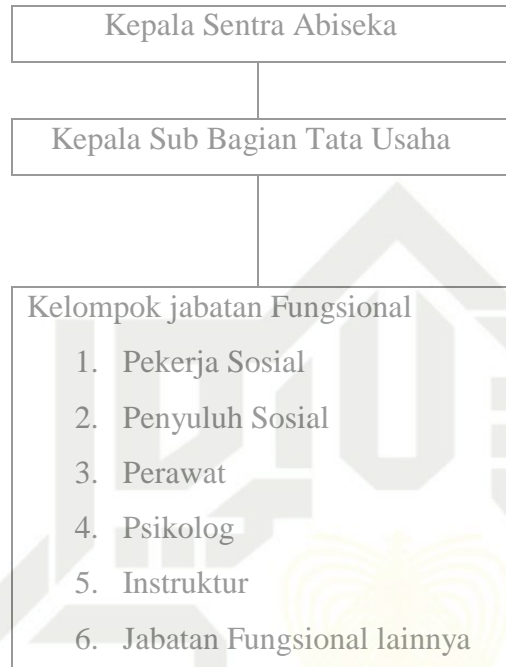 Kepala Sentra Abiseka
Kepala Sub Bagian Tata Usaha
Kelompok jabatan Fungsional
1. Pekerja Sosial
2. Penyuluh Sosial
3. Perawat
4. Psikolog
5. Instruktur
6. Jabatan Fungsional lainnya